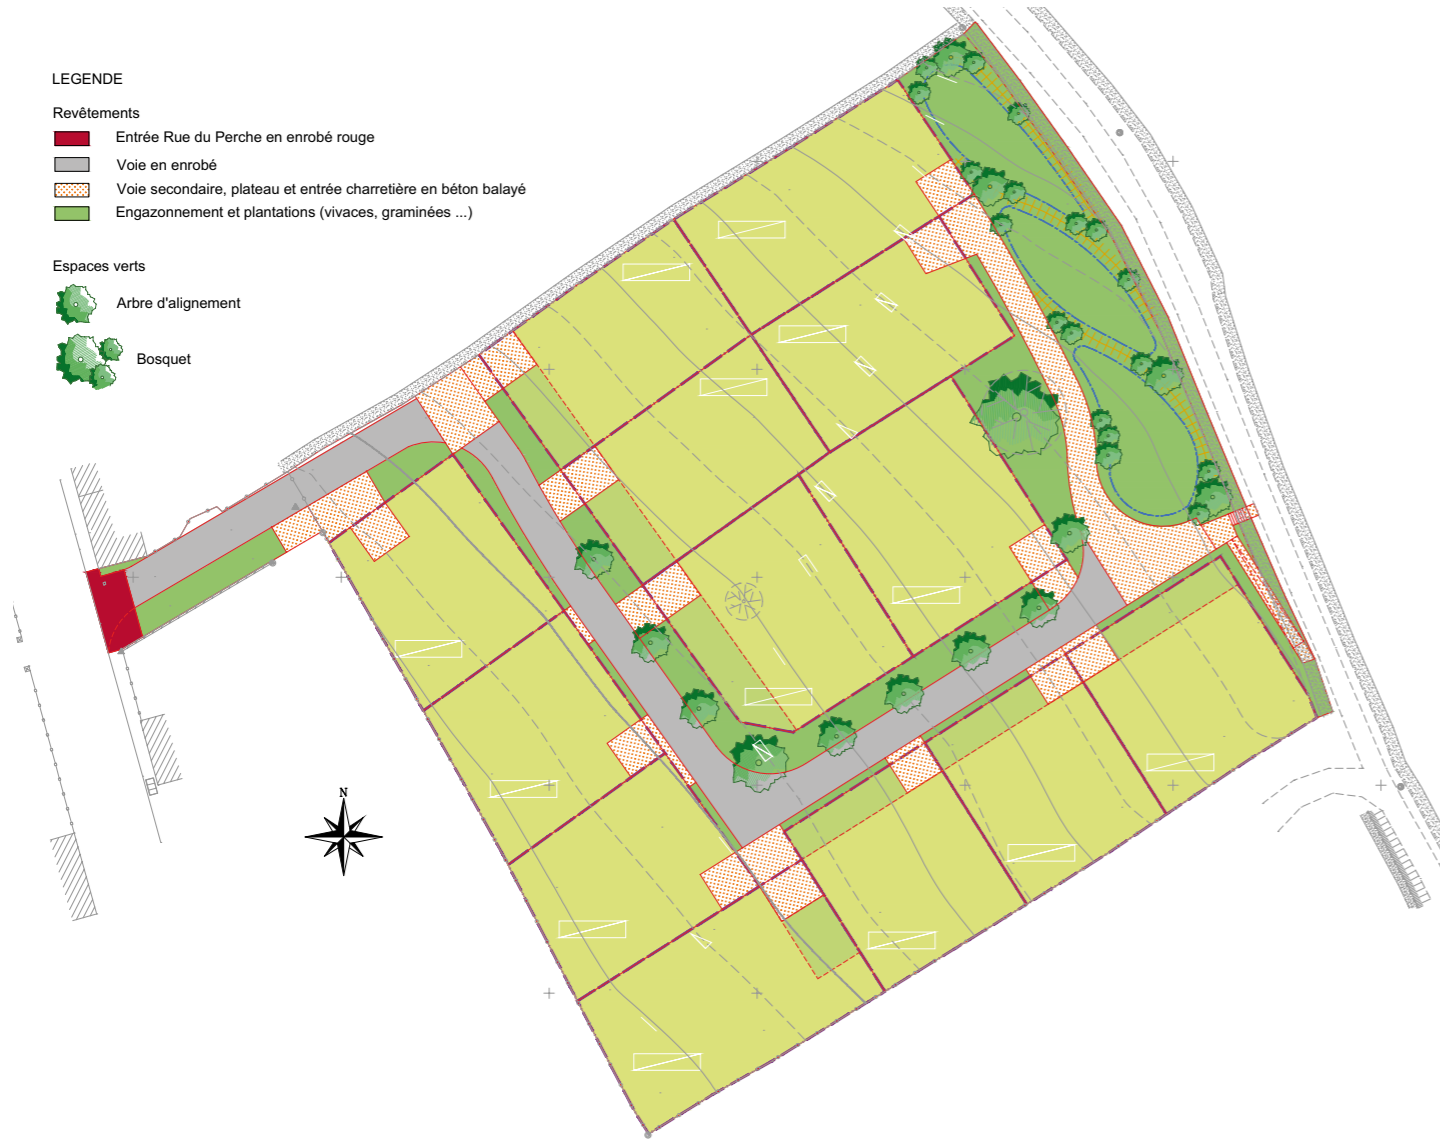 LEGENDE
Revêtements
Entrée Rue du Perche en enrobé rouge
Voie en enrobé
Voie secondaire, plateau et entrée charretière en béton balayé
Engazonnement et plantations (vivaces, graminées ...)
Espaces verts
Arbre d'alignement
Bosquet
N